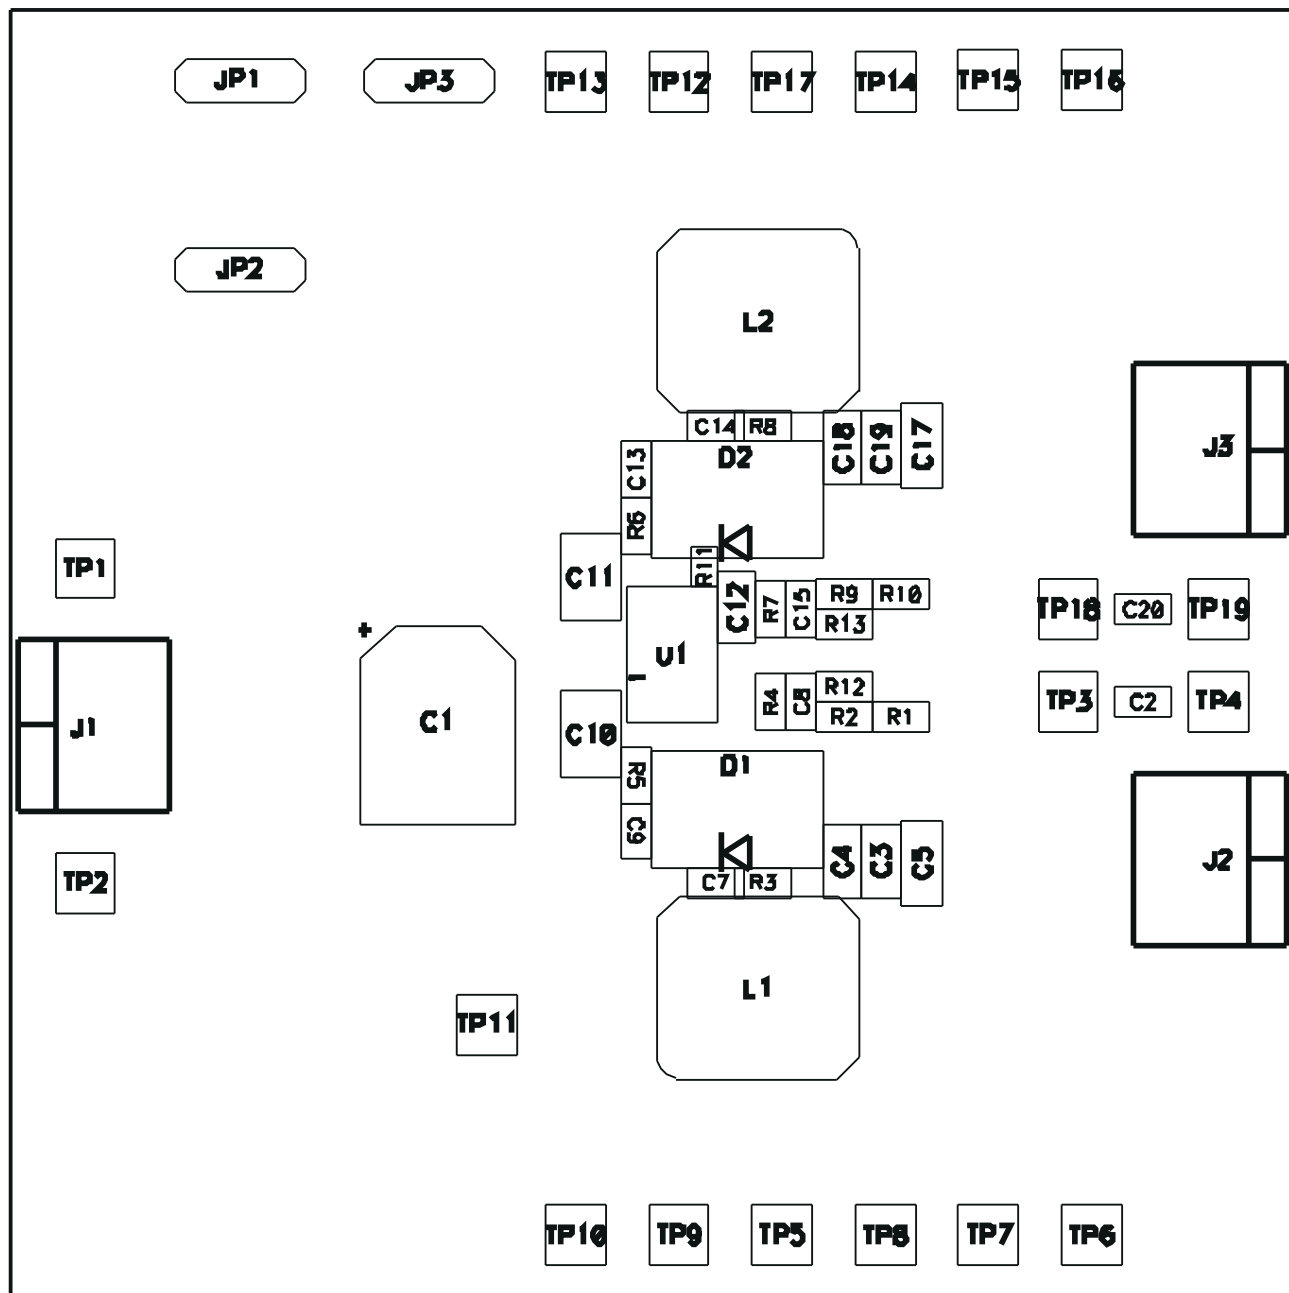 JP1 JP3 TP13 TP12 TP17 TP14 TP15 TP16
JP2
L2
C14 R8
D2
C13
C18 C19 C17
J3
R6
TP1
C11
R11
C12
R7
C15
R9 R10
R13
TP18 C20 TP19
+
U1
C1
J1
C10
R4
C8
R12
R2 R1
TP3 C2 TP4
D1
R5
C9
C4 C3 C5
J2
TP2
C7 R3
L1
TP11
TP10 TP9 TP5 TP8 TP7 TP6